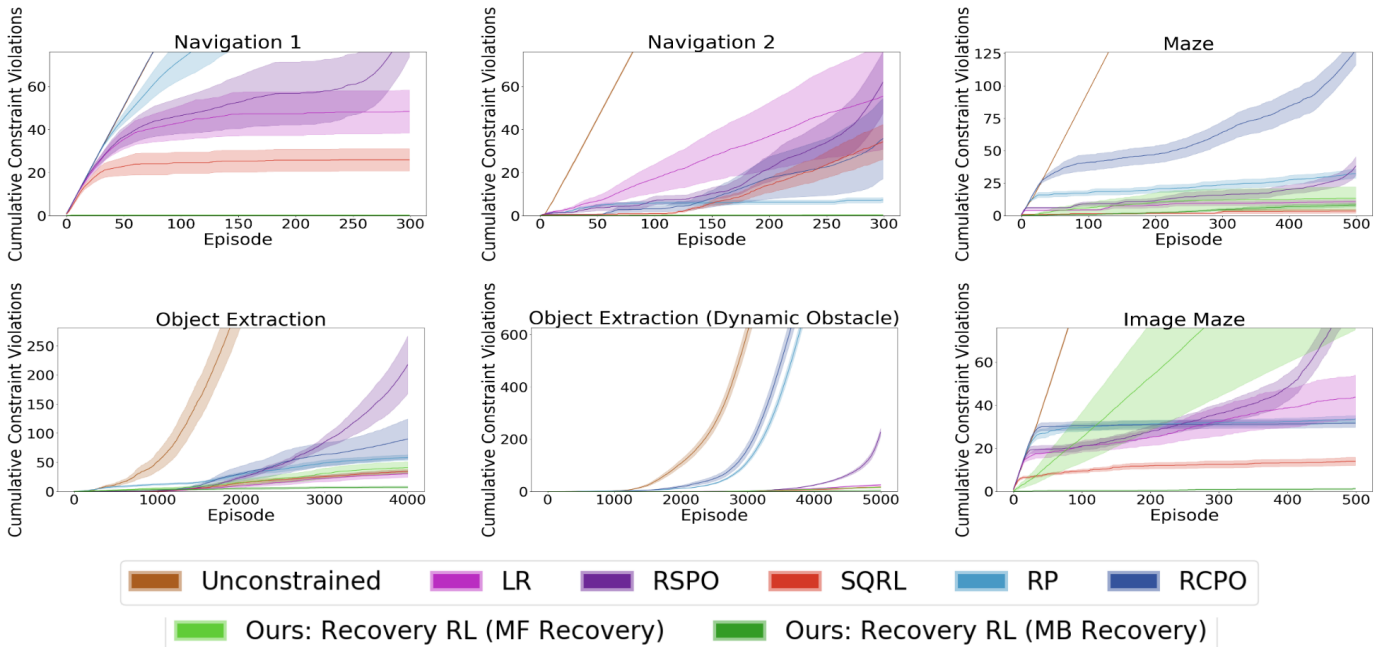 Navigation 1
Cumulative Constraint Violations
60
40
20
0
0 50 100 150 200 250 300
Episode
Navigation 2
Cumulative Constraint Violations
60
40
20
0
0 50 100 150 200 250 300
Episode
Maze
Cumulative Constraint Violations
125
100
75
50
25
0
0 100 200 300 400 500
Episode
Object Extraction
Cumulative Constraint Violations
250
200
150
100
50
0
0 1000 2000 3000 4000
Episode
Object Extraction (Dynamic Obstacle)
Cumulative Constraint Violations
600
400
200
0
0 1000 2000 3000 4000 5000
Episode
Image Maze
Cumulative Constraint Violations
60
40
20
0
0 100 200 300 400 500
Episode
Unconstrained LR RSPO SQRL RP RCPO
Ours: Recovery RL (MF Recovery) Ours: Recovery RL (MB Recovery)